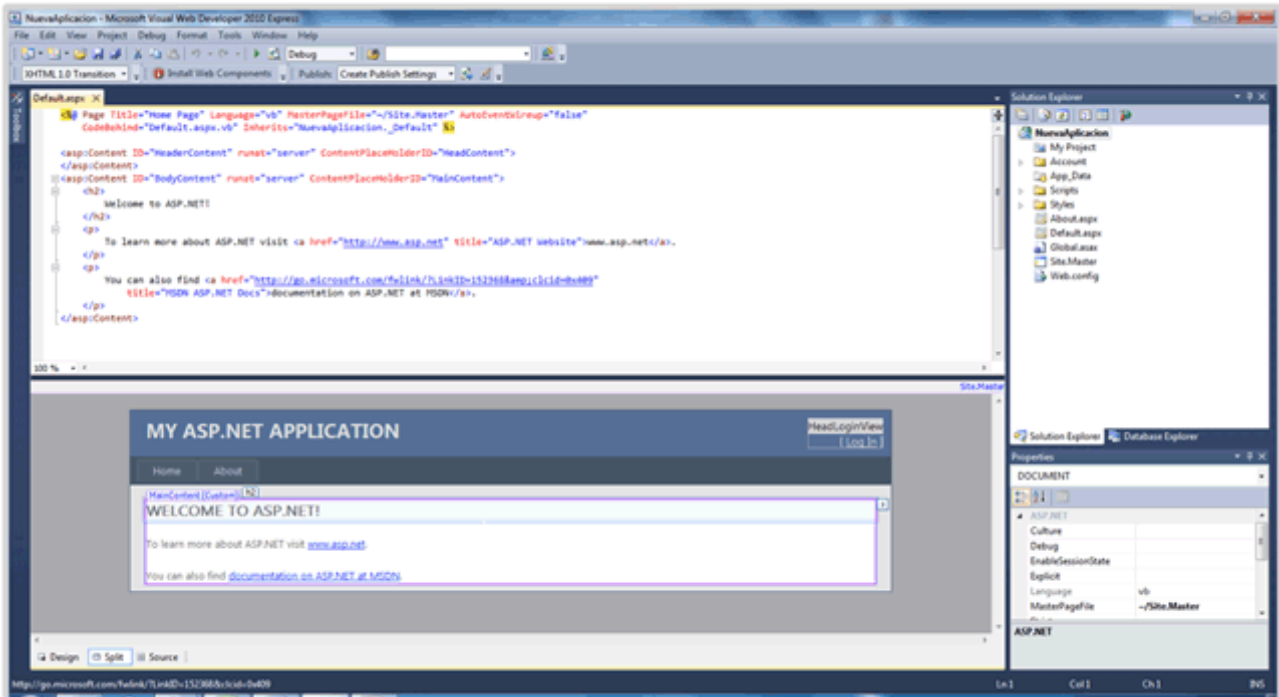 NuevaAplicacion - Microsoft Visual Web Developer 2010 Express
File Edit View Project Debug Format Tools Window Help
Debug
XHTML 1.0 Transition Install Web Components Publish: Create Publish Settings
Toolbox
Default.aspx
<%@ Page Title="Home Page" Language="vb" MasterPageFile="~/Site.Master" AutoEventWireup="false"
CodeBehind="Default.aspx.vb" Inherits="NuevaAplicacion._Default" %>
<asp:Content ID="HeaderContent" runat="server" ContentPlaceHolderID="HeadContent">
</asp:Content>
<asp:Content ID="BodyContent" runat="server" ContentPlaceHolderID="MainContent">
<h2>
Welcome to ASP.NET!
</h2>
<p>
To learn more about ASP.NET visit <a href="http://www.asp.net" title="ASP.NET Website">www.asp.net</a>.
</p>
<p>
You can also find <a href="http://go.microsoft.com/fwlink/?LinkID=152368&amp;clcid=0x409"
title="MSDN ASP.NET Docs">documentation on ASP.NET at MSDN</a>.
</p>
</asp:Content>
100 %
Site.Master
MY ASP.NET APPLICATION
HeadLoginView
[ Log In ]
Home About
MainContent (Custom) h2
WELCOME TO ASP.NET!
To learn more about ASP.NET visit www.asp.net.
You can also find documentation on ASP.NET at MSDN.
Design Split Source
Solution Explorer
NuevaAplicacion
My Project
Account
App_Data
Scripts
Styles
About.aspx
Default.aspx
Global.asax
Site.Master
Web.config
Solution Explorer Database Explorer
Properties
DOCUMENT
ASP.NET
Culture
Debug
EnableSessionState
Explicit
Language vb
MasterPageFile ~/Site.Master
ASP.NET
http://go.microsoft.com/fwlink/?LinkID=152368&clcid=0x409 Ln 1 Col 1 Ch 1 INS